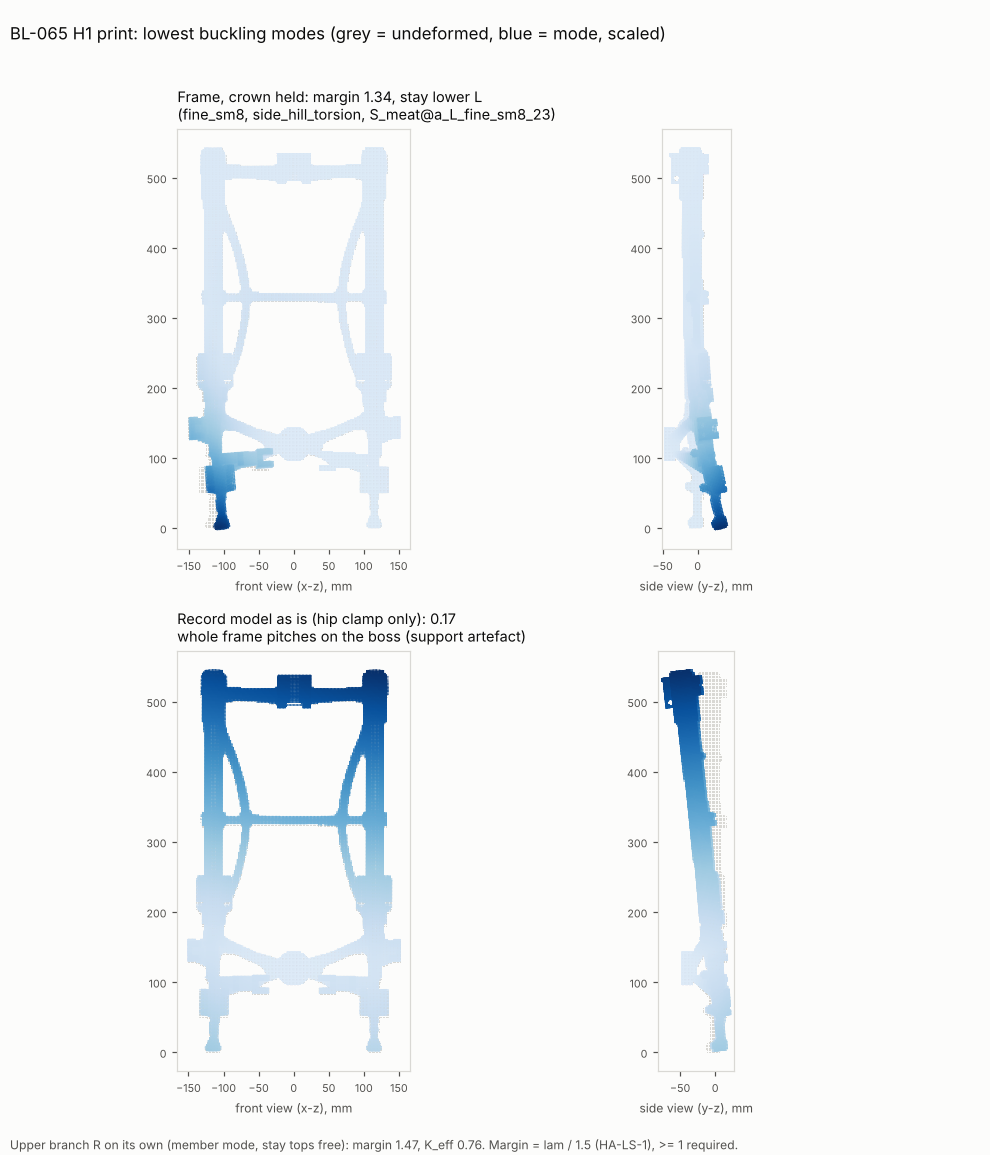 BL-065 H1 print: lowest buckling modes (grey = undeformed, blue = mode, scaled)
Frame, crown held: margin 1.34, stay lower L
(fine_sm8, side_hill_torsion, S_meat@a_L_fine_sm8_23)
500
400
300
200
100
0
−150 −100 −50 0 50 100 150
front view (x-z), mm
500
400
300
200
100
0
−50 0
side view (y-z), mm
Record model as is (hip clamp only): 0.17
whole frame pitches on the boss (support artefact)
500
400
300
200
100
0
−150 −100 −50 0 50 100 150
front view (x-z), mm
500
400
300
200
100
0
−50 0
side view (y-z), mm
Upper branch R on its own (member mode, stay tops free): margin 1.47, K_eff 0.76. Margin = lam / 1.5 (HA-LS-1), >= 1 required.